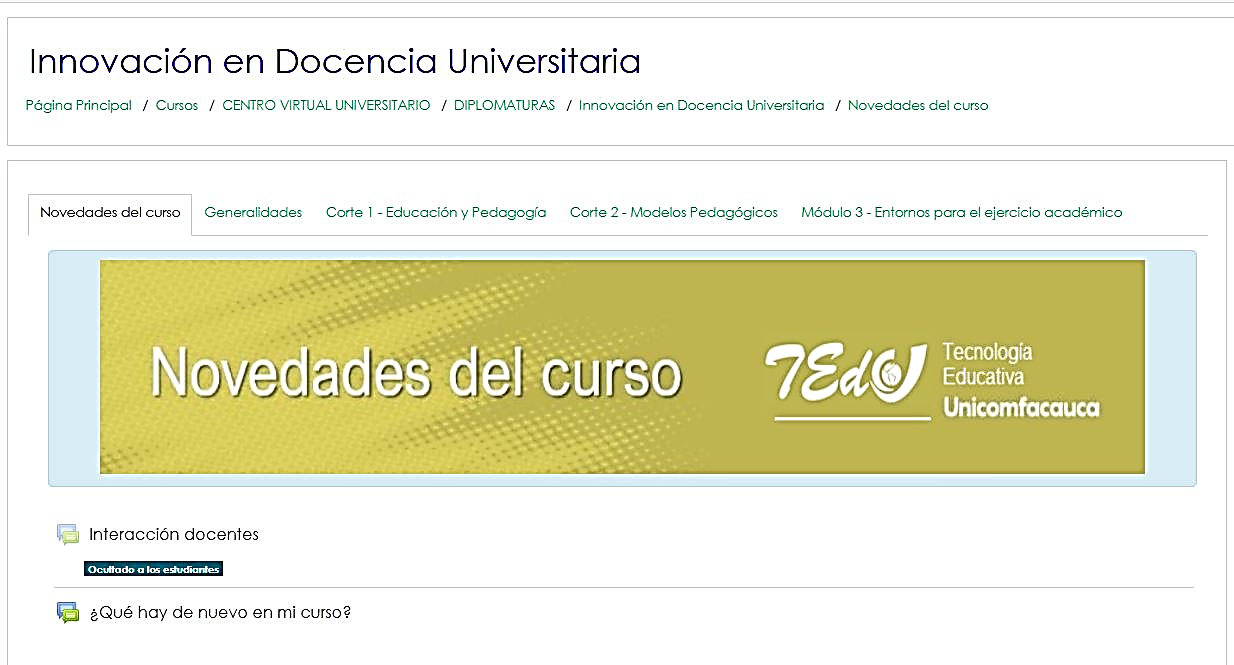 Innovación en Docencia Universitaria
Página Principal / Cursos / CENTRO VIRTUAL UNIVERSITARIO / DIPLOMATURAS / Innovación en Docencia Universitaria / Novedades del curso
Novedades del curso Generalidades Corte 1 - Educación y Pedagogía Corte 2 - Modelos Pedagógicos Módulo 3 - Entornos para el ejercicio académico
Novedades del curso
TEdU
Tecnología
Educativa
Unicomfacauca
Interacción docentes
Ocultado a los estudiantes
¿Qué hay de nuevo en mi curso?